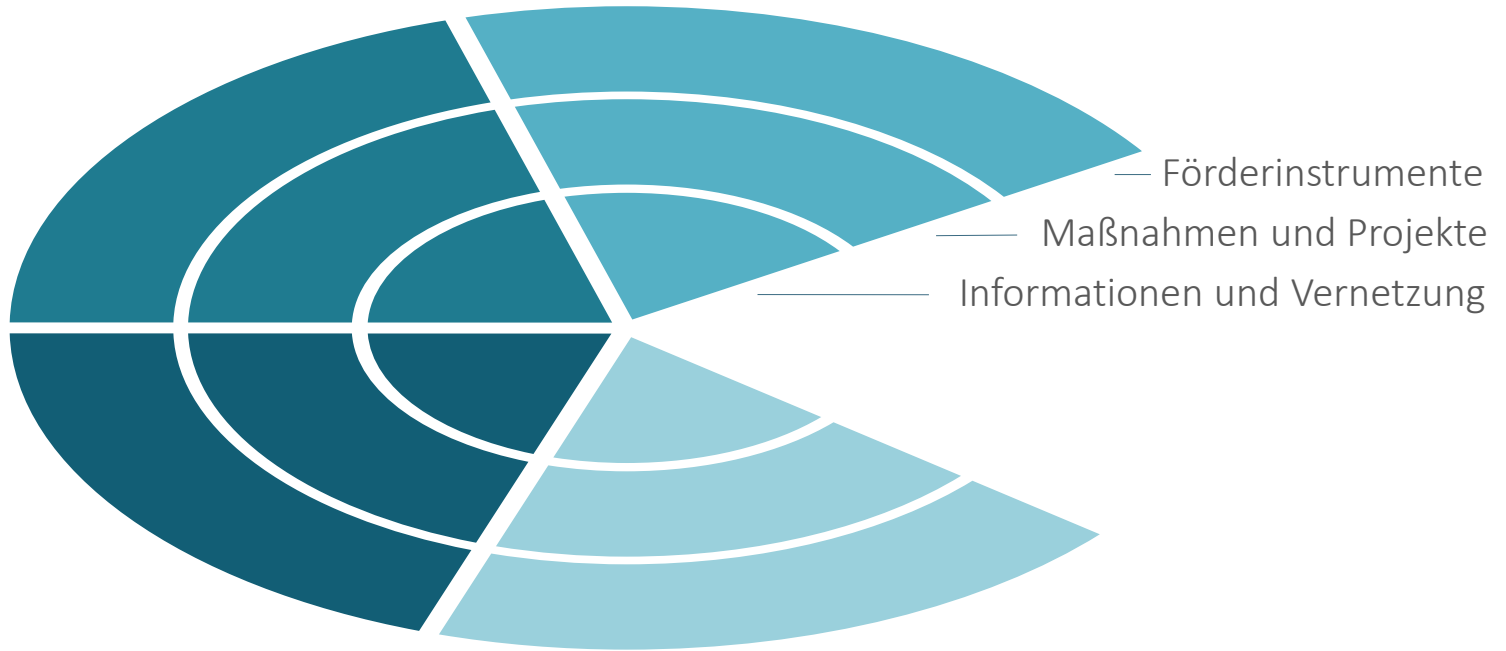 Förderinstrumente
Maßnahmen und Projekte
Informationen und Vernetzung